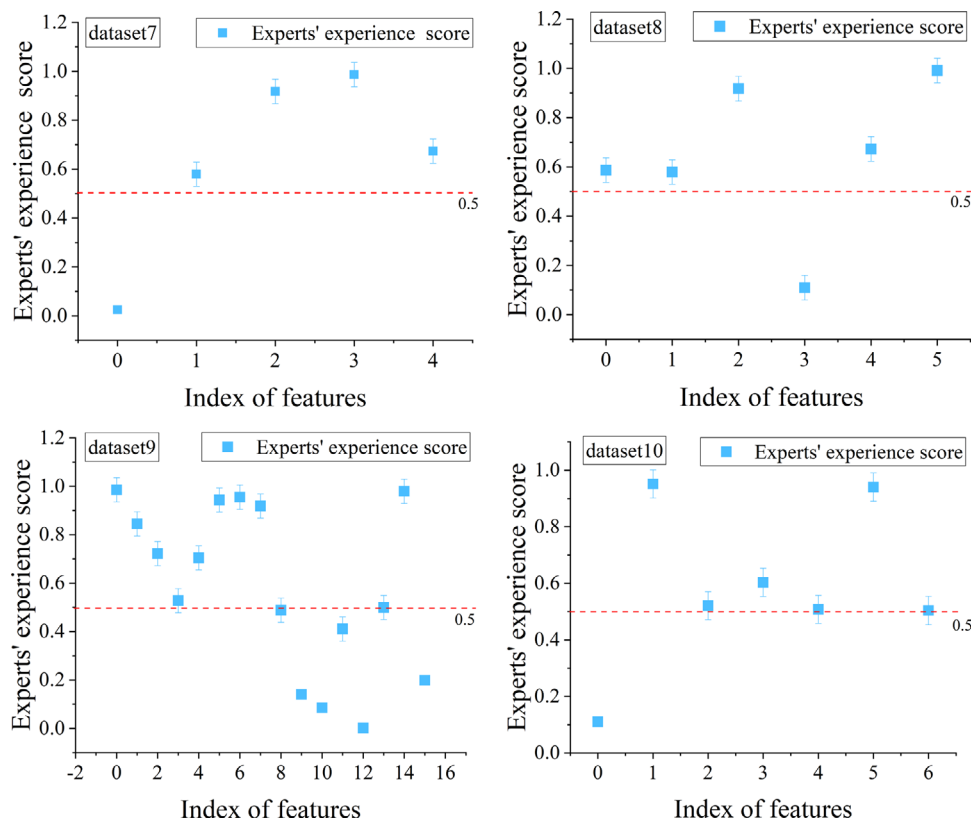 dataset7
Experts' experience score
Experts' experience score
1.2
1.0
0.8
0.6
0.4
0.2
0.0
0.5
0 1 2 3 4
Index of features
dataset8
Experts' experience score
Experts' experience score
1.2
1.0
0.8
0.6
0.4
0.2
0.0
0.5
0 1 2 3 4 5
Index of features
dataset9
Experts' experience score
Experts' experience score
1.2
1.0
0.8
0.6
0.4
0.2
0.0
0.5
-2 0 2 4 6 8 10 12 14 16
Index of features
dataset10
Experts' experience score
Experts' experience score
1.0
0.8
0.6
0.4
0.2
0.0
0.5
0 1 2 3 4 5 6
Index of features